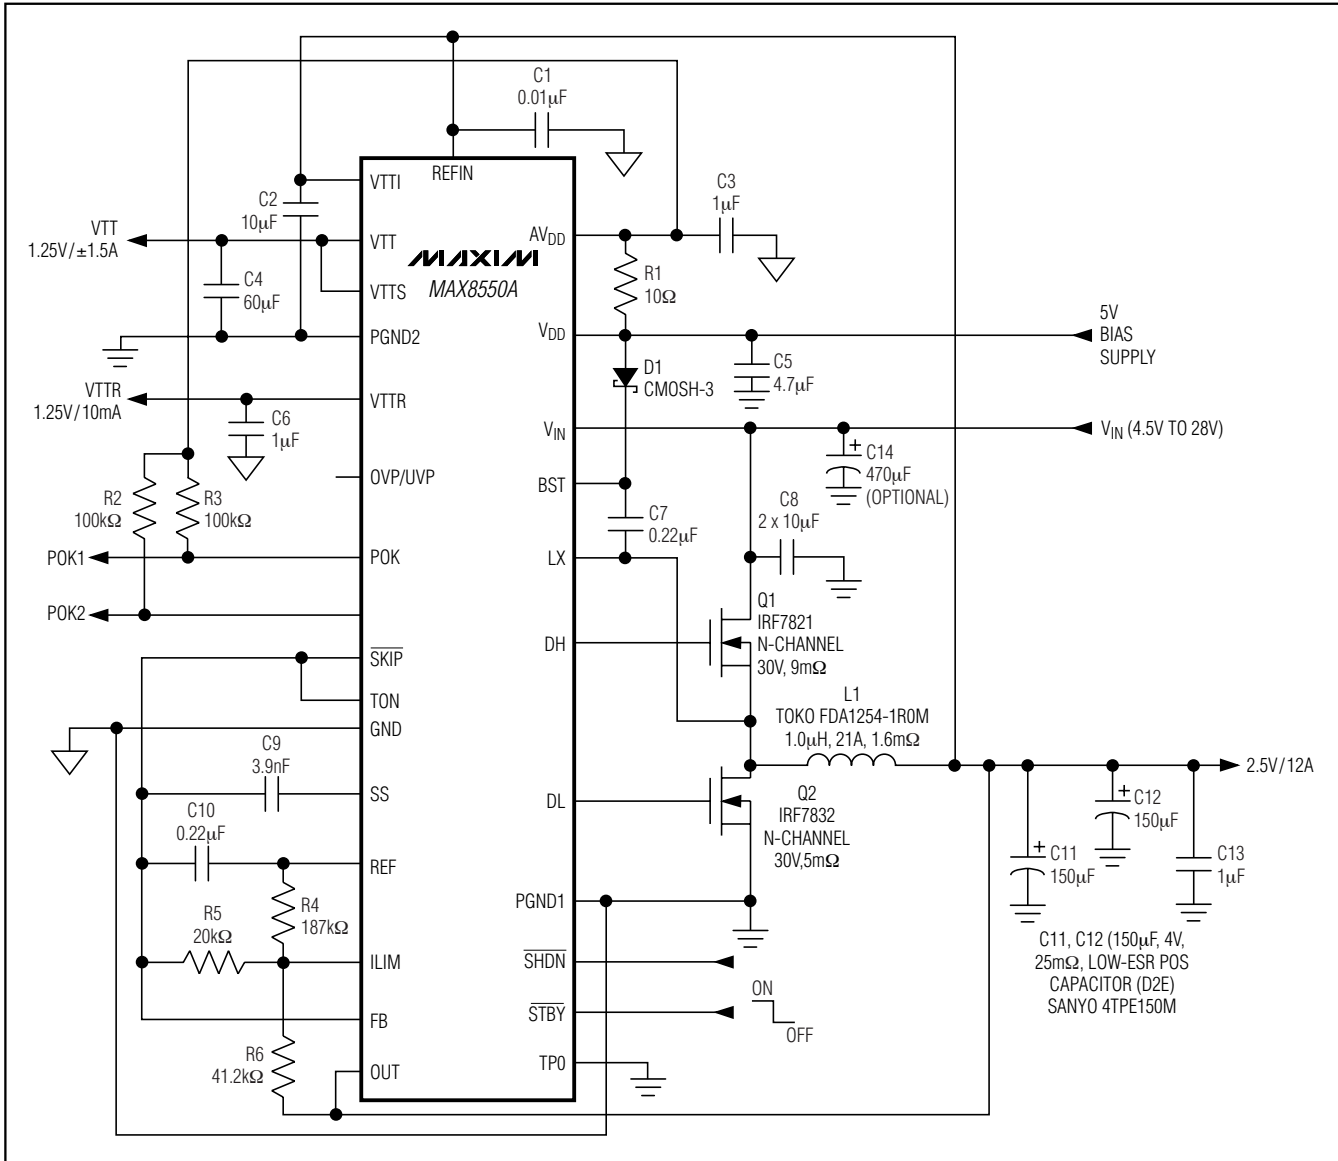 C1
0.01μF
REFIN
VTTI
C2
10μF
C3
1μF
VTT
1.25V/±1.5A
VTT
AVDD
MAXIM
MAX8550A
C4
60μF
VTTS
R1
10Ω
PGND2
VDD
5V
BIAS
SUPPLY
D1
CMOSH-3
C5
4.7μF
VTTR
1.25V/10mA
VTTR
C6
1μF
VIN
VIN (4.5V TO 28V)
C14
470μF
(OPTIONAL)
OVP/UVP
BST
R2
100kΩ
R3
100kΩ
C7
0.22μF
C8
2 x 10μF
POK1
POK
LX
POK2
Q1
IRF7821
N-CHANNEL
30V, 9mΩ
DH
SKIP
TON
GND
L1
TOKO FDA1254-1R0M
1.0μH, 21A, 1.6mΩ
C9
3.9nF
2.5V/12A
SS
DL
Q2
IRF7832
N-CHANNEL
30V,5mΩ
C10
0.22μF
C12
150μF
C11
150μF
C13
1μF
REF
R4
187kΩ
PGND1
R5
20kΩ
C11, C12 (150μF, 4V,
25mΩ, LOW-ESR POS
CAPACITOR (D2E)
SANYO 4TPE150M
ILIM
SHDN
ON
OFF
STBY
FB
R6
41.2kΩ
OUT
TP0